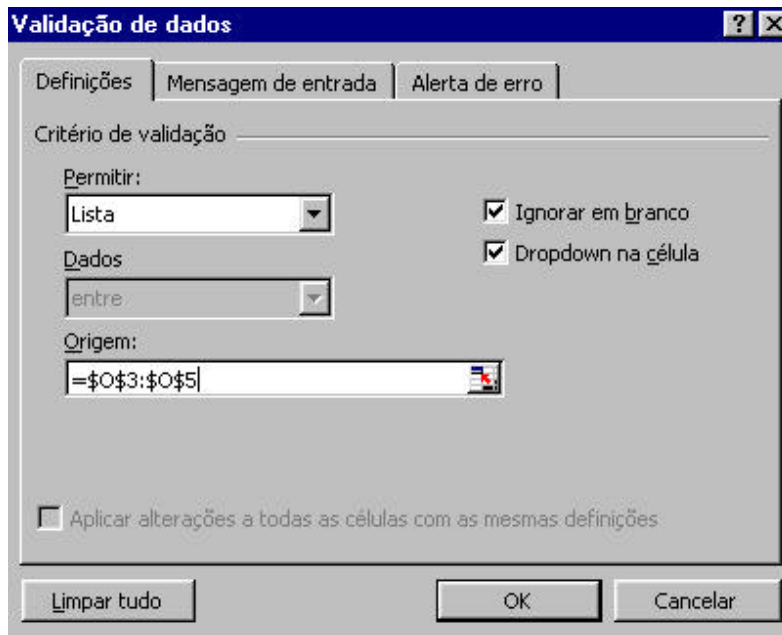 Validação de dados
Definições
Mensagem de entrada
Alerta de erro
Critério de validação
Permitir:
Lista
Ignorar em branco
Dados
Dropdown na célula
entre
Origem:
=$O$3:$O$5
Aplicar alterações a todas as células com as mesmas definições
Limpar tudo
OK
Cancelar